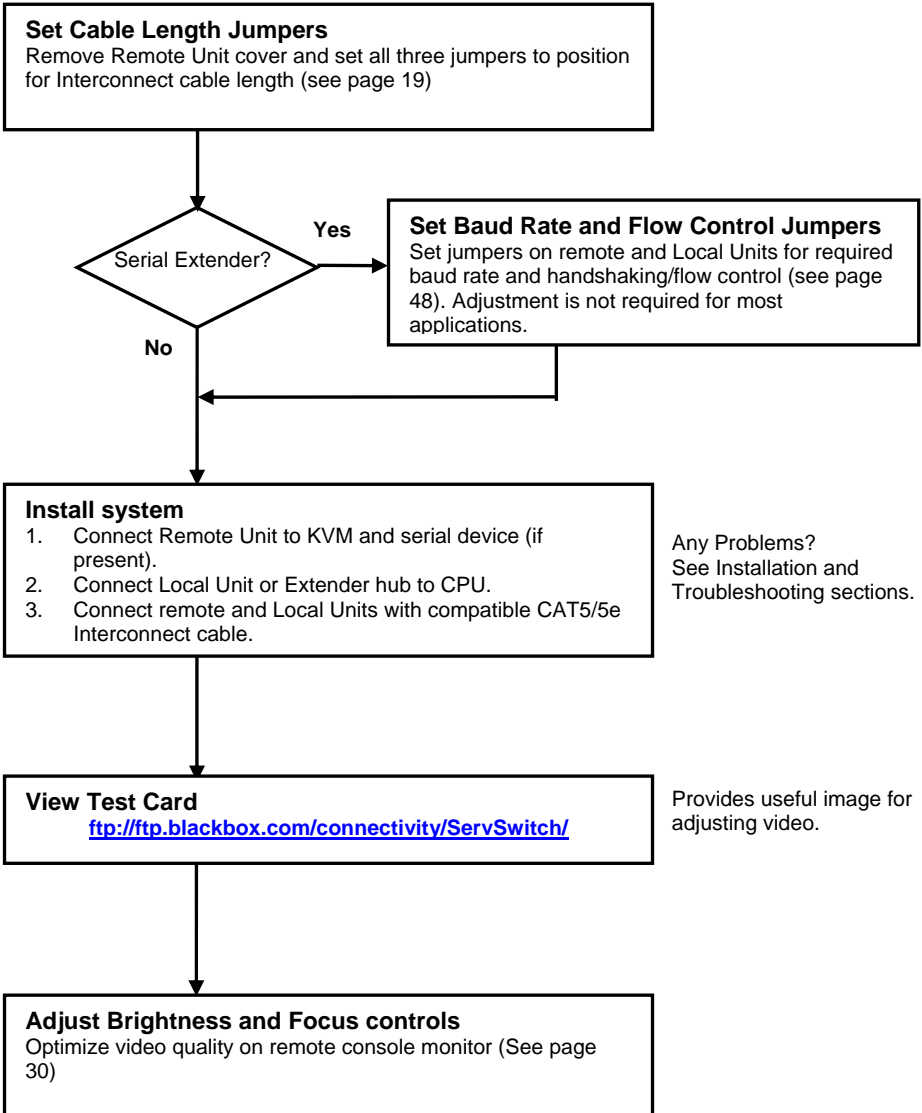 Set Cable Length Jumpers
Remove Remote Unit cover and set all three jumpers to position
for Interconnect cable length (see page 19)
Serial Extender?
Yes
Set Baud Rate and Flow Control Jumpers
Set jumpers on remote and Local Units for required
baud rate and handshaking/flow control (see page
48). Adjustment is not required for most
applications.
No
Install system
1. Connect Remote Unit to KVM and serial device (if
present).
2. Connect Local Unit or Extender hub to CPU.
3. Connect remote and Local Units with compatible CAT5/5e
Interconnect cable.
Any Problems?
See Installation and
Troubleshooting sections.
View Test Card
ftp://ftp.blackbox.com/connectivity/ServSwitch/
Provides useful image for
adjusting video.
Adjust Brightness and Focus controls
Optimize video quality on remote console monitor (See page
30)